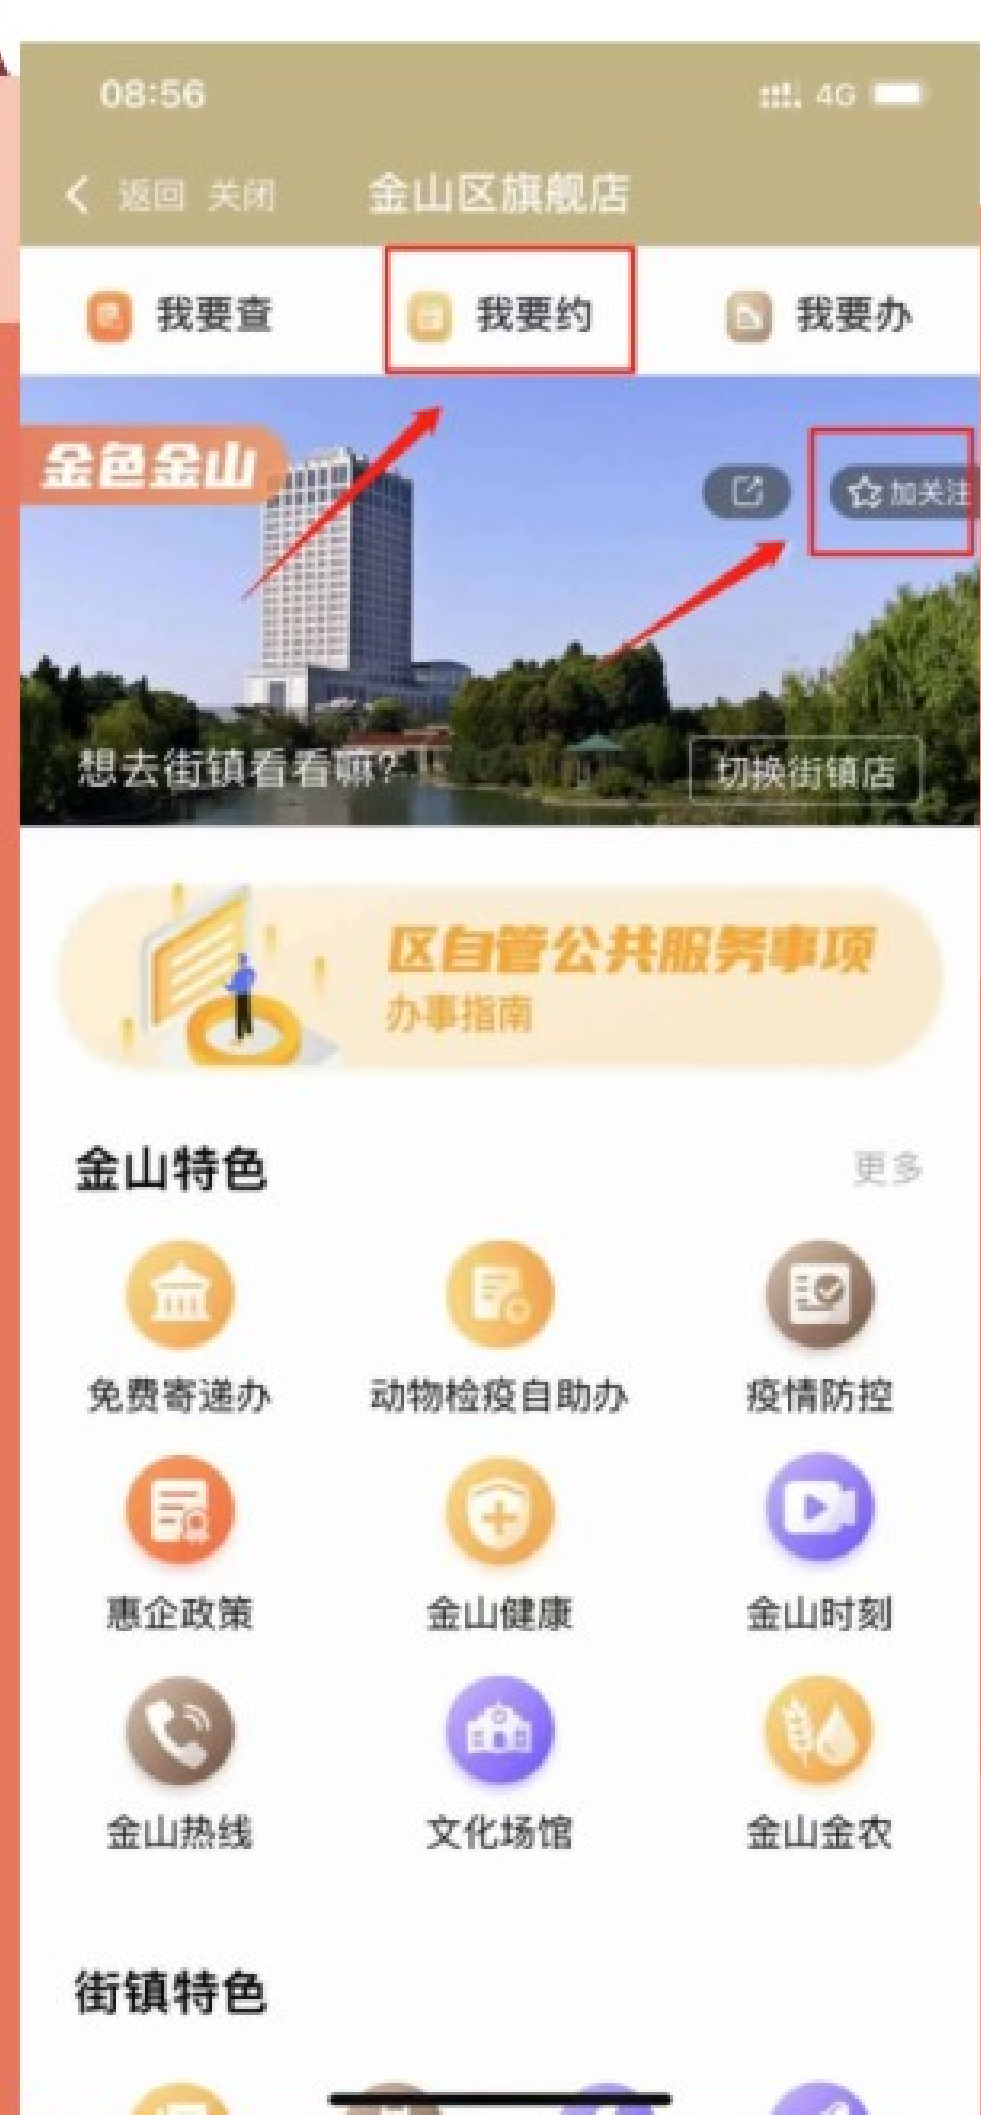 08:56
4G
返回 关闭 金山区旗舰店
我要查 我要约 我要办
金色金山
加关注
想去街镇看看嘛?
切换街镇店
区自管公共服务事项
办事指南
金山特色 更多
免费寄递办 动物检疫自助办 疫情防控
惠企政策 金山健康 金山时刻
金山热线 文化场馆 金山金农
街镇特色